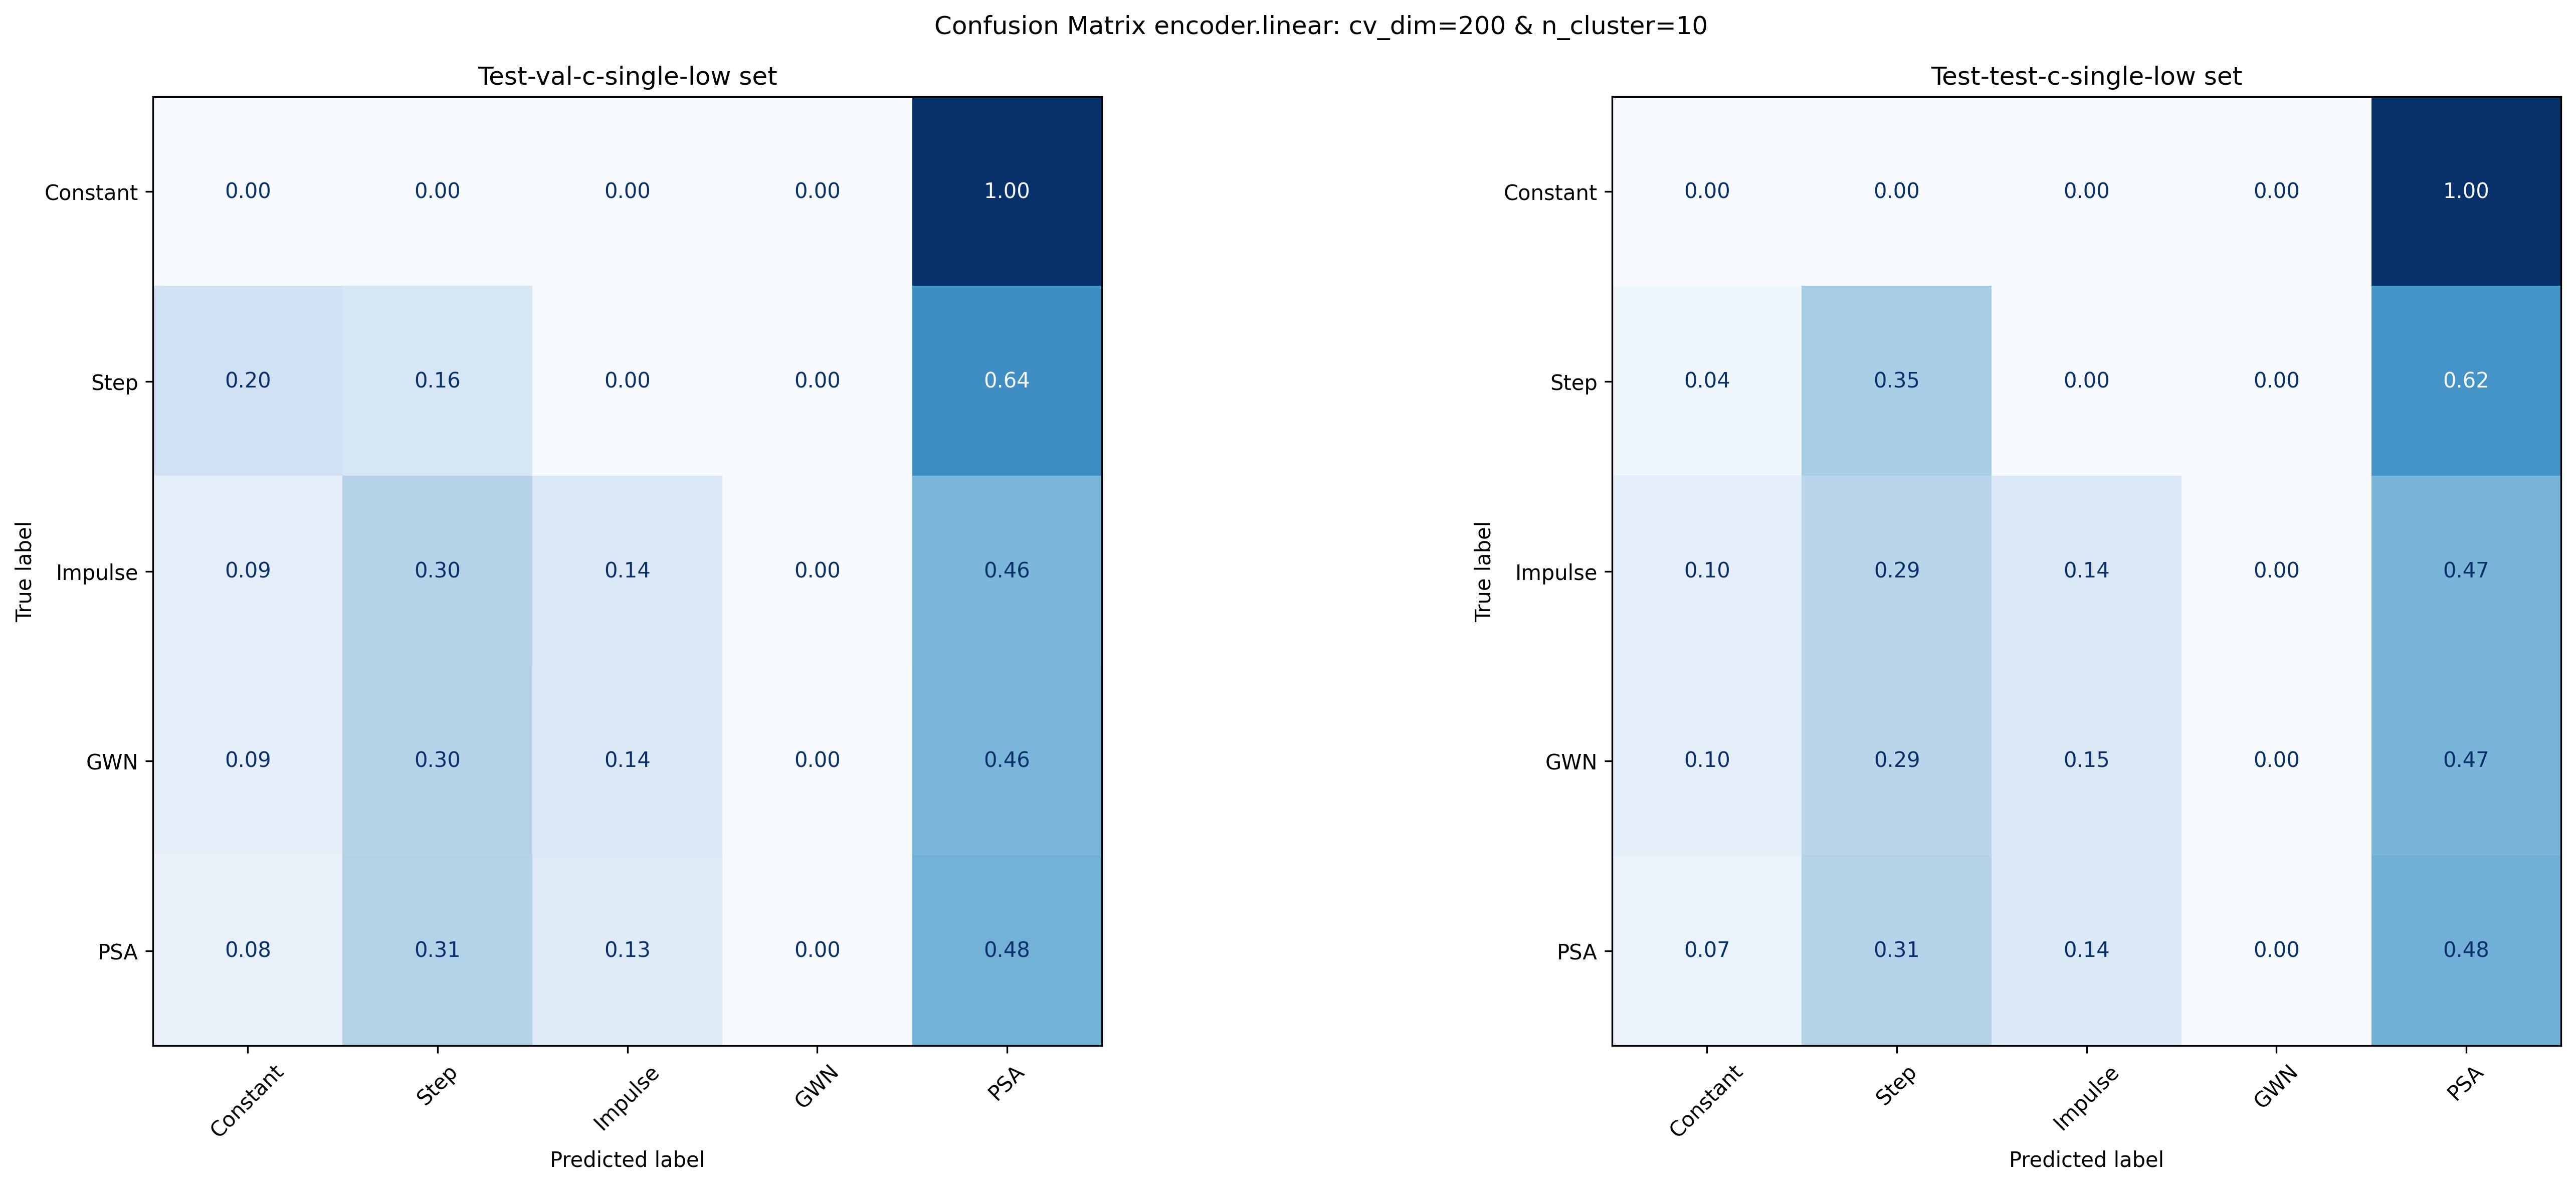 Confusion Matrix encoder.linear: cv_dim=200 & n_cluster=10
Test-val-c-single-low set
True label
Constant 0.00 0.00 0.00 0.00 1.00
Step 0.20 0.16 0.00 0.00 0.64
Impulse 0.09 0.30 0.14 0.00 0.46
GWN 0.09 0.30 0.14 0.00 0.46
PSA 0.08 0.31 0.13 0.00 0.48
Constant Step Impulse GWN PSA
Predicted label
Test-test-c-single-low set
True label
Constant 0.00 0.00 0.00 0.00 1.00
Step 0.04 0.35 0.00 0.00 0.62
Impulse 0.10 0.29 0.14 0.00 0.47
GWN 0.10 0.29 0.15 0.00 0.47
PSA 0.07 0.31 0.14 0.00 0.48
Constant Step Impulse GWN PSA
Predicted label